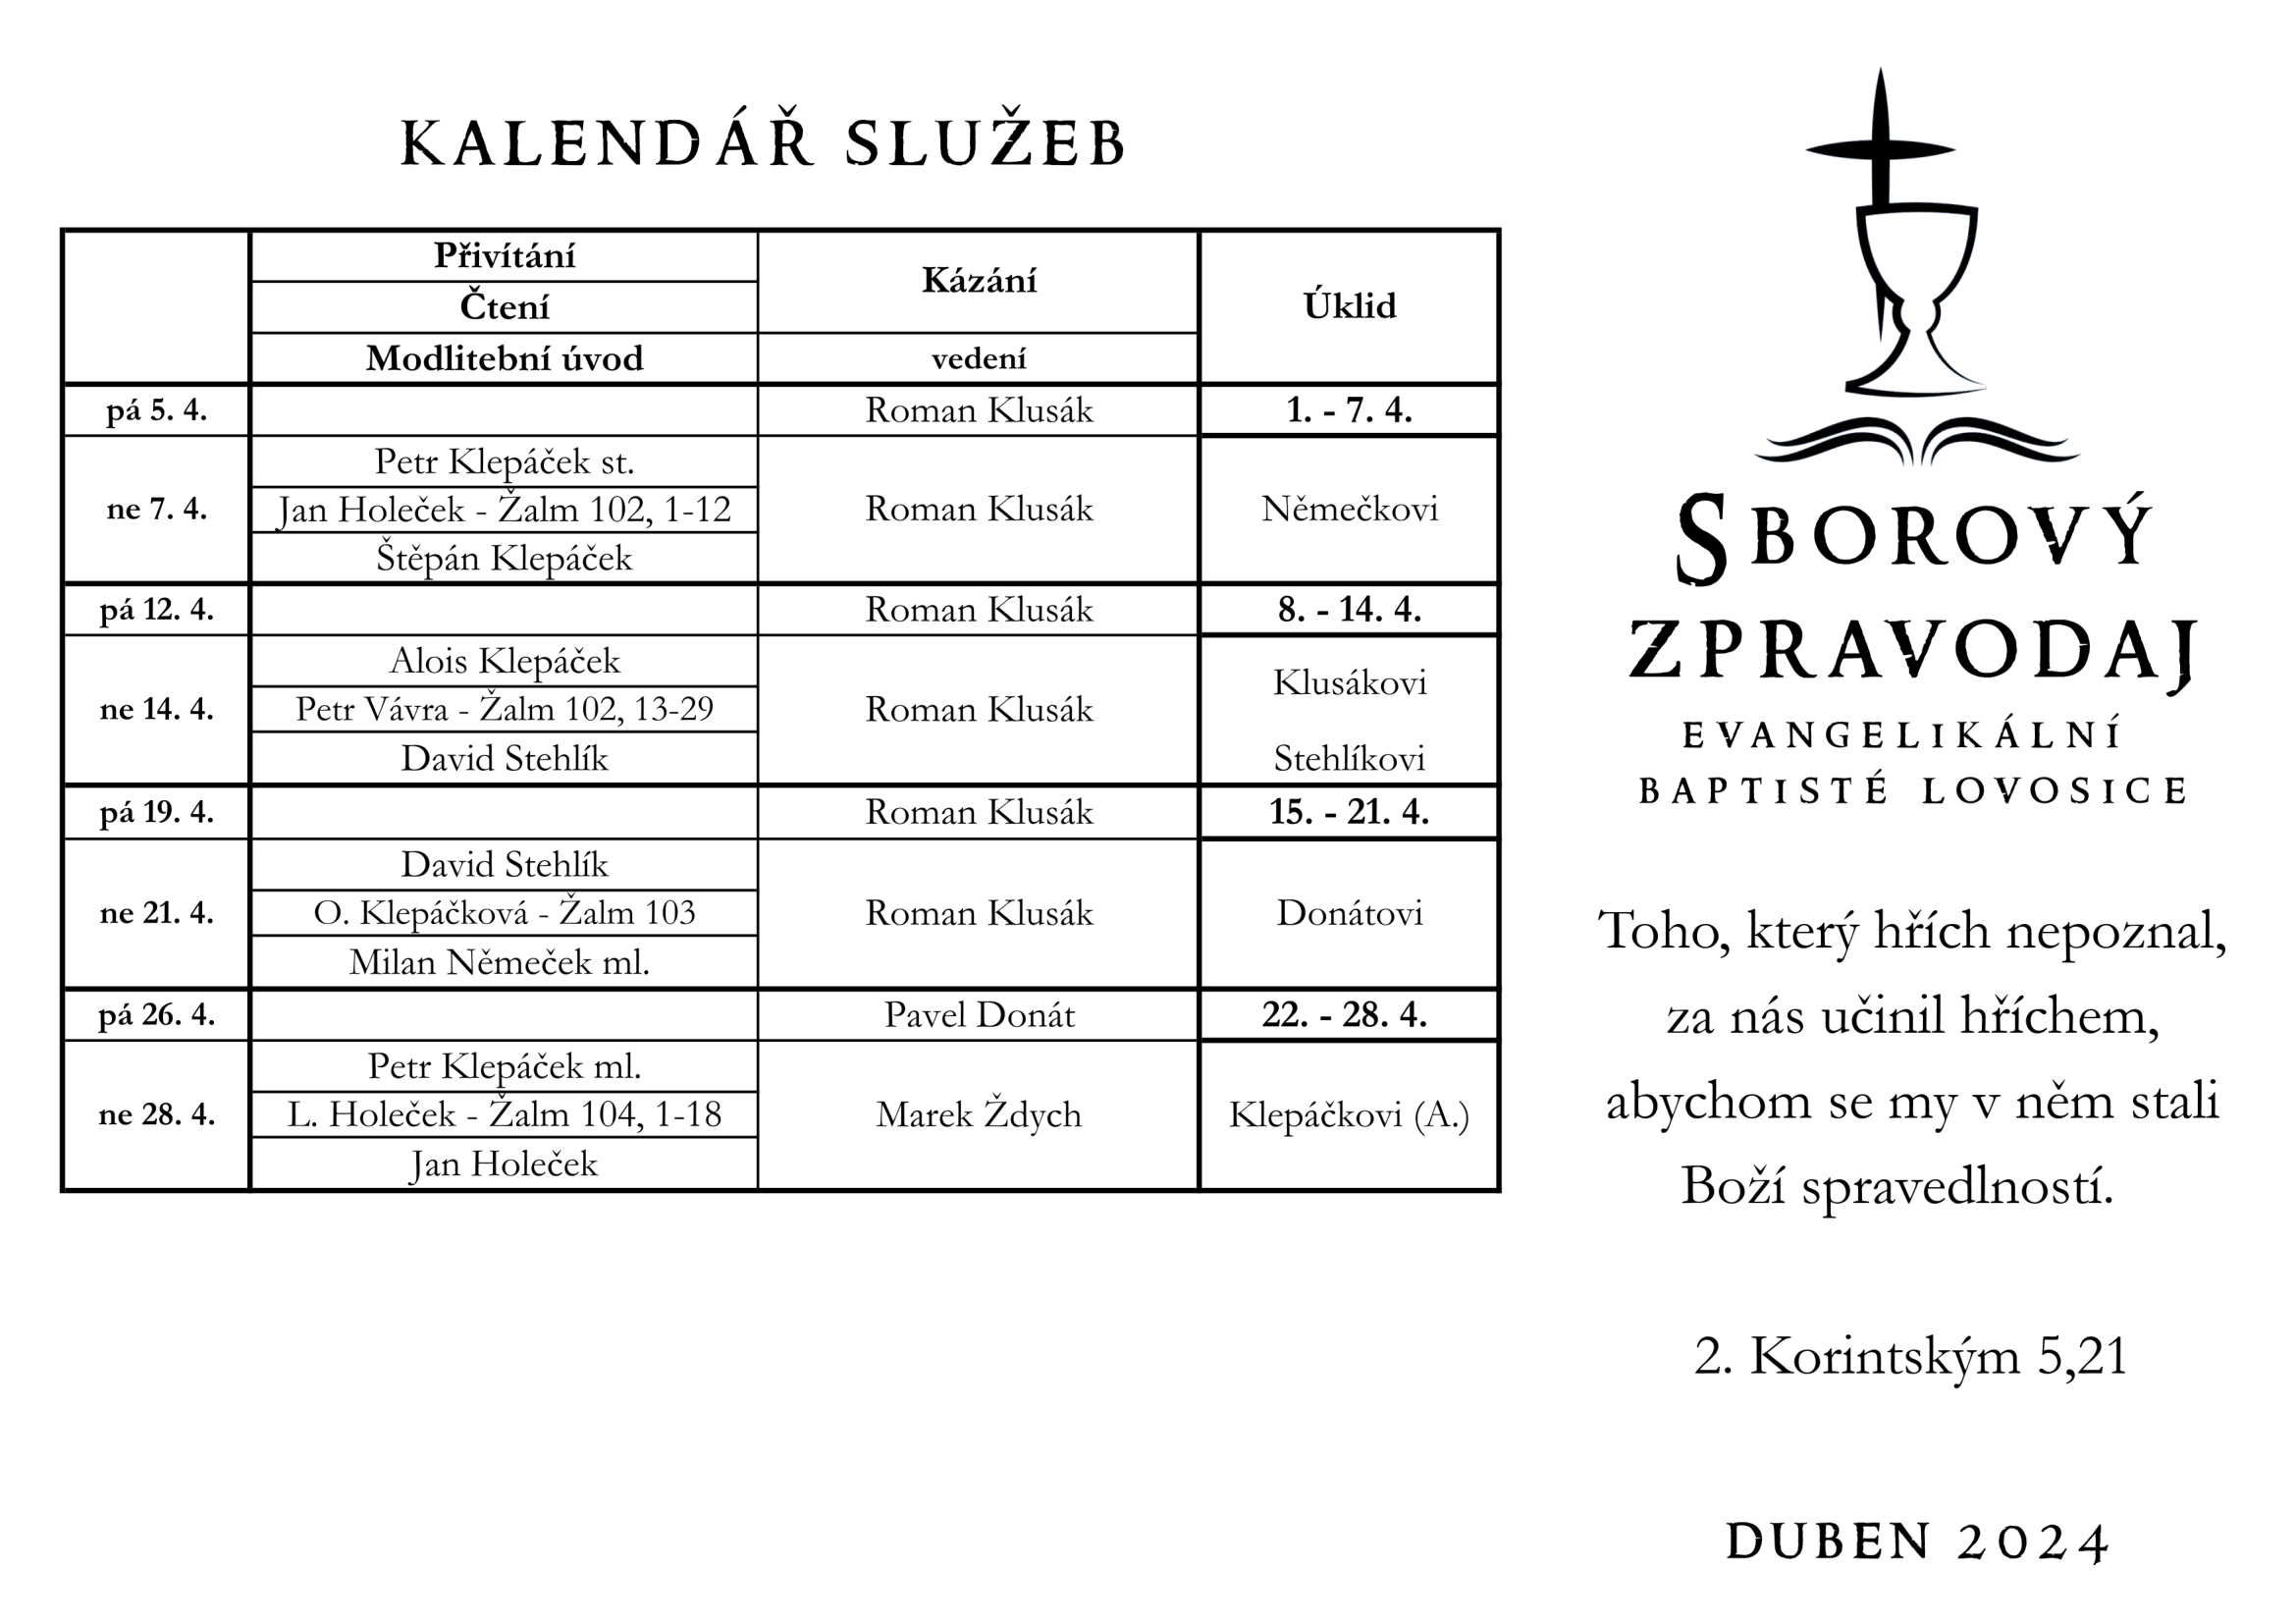 KALENDÁŘ SLUŽEB
Přivítání
Čtení
Modlitební úvod
Kázání
vedení
Úklid
pá 5. 4.
Roman Klusák
1. - 7. 4.
ne 7. 4.
Petr Klepáček st.
Jan Holeček - Žalm 102, 1-12
Štěpán Klepáček
Roman Klusák
Němečkovi
pá 12. 4.
Roman Klusák
8. - 14. 4.
ne 14. 4.
Alois Klepáček
Petr Vávra - Žalm 102, 13-29
David Stehlík
Roman Klusák
Klusákovi
Stehlíkovi
pá 19. 4.
Roman Klusák
15. - 21. 4.
ne 21. 4.
David Stehlík
O. Klepáčková - Žalm 103
Milan Němeček ml.
Roman Klusák
Donátovi
pá 26. 4.
Pavel Donát
22. - 28. 4.
ne 28. 4.
Petr Klepáček ml.
L. Holeček - Žalm 104, 1-18
Jan Holeček
Marek Ždych
Klepáčkovi (A.)
SBOROVÝ
ZPRAVODAJ
EVANGELIKÁLNÍ
BAPTISTÉ LOVOSICE
Toho, který hřích nepoznal,
za nás učinil hříchem,
abychom se my v něm stali
Boží spravedlností.
2. Korintským 5,21
DUBEN 2024